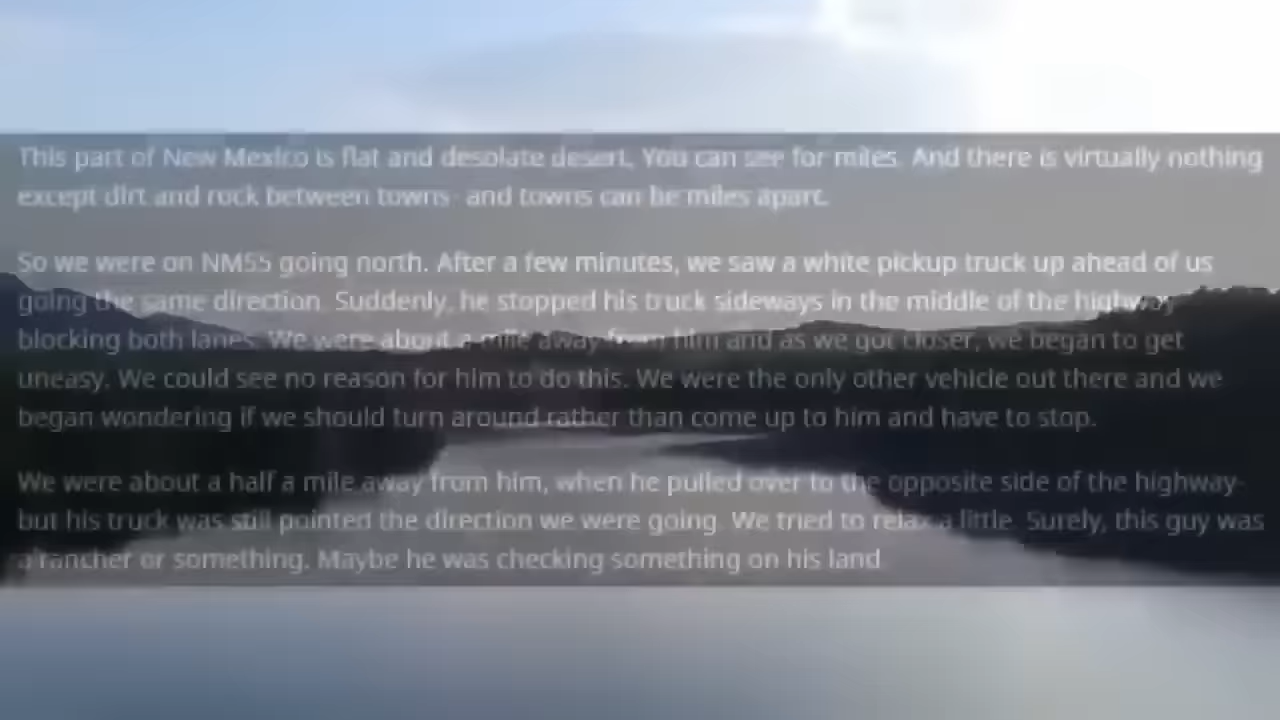 This part of New Mexico is flat and desolate desert. You can see for miles. And there is virtually nothing
except dirt and rock between towns- and towns can be miles apart.
So we were on NM55 going north. After a few minutes, we saw a white pickup truck up ahead of us
going the same direction. Suddenly, he stopped his truck sideways in the middle of the highway
blocking both lanes. We were about a mile away from him and as we got closer, we began to get
uneasy. We could see no reason for him to do this. We were the only other vehicle out there and we
began wondering if we should turn around rather than come up to him and have to stop.
We were about a half a mile away from him, when he pulled over to the opposite side of the highway-
but his truck was still pointed the direction we were going. We tried to relax a little. Surely, this guy was
a rancher or something. Maybe he was checking something on his land.